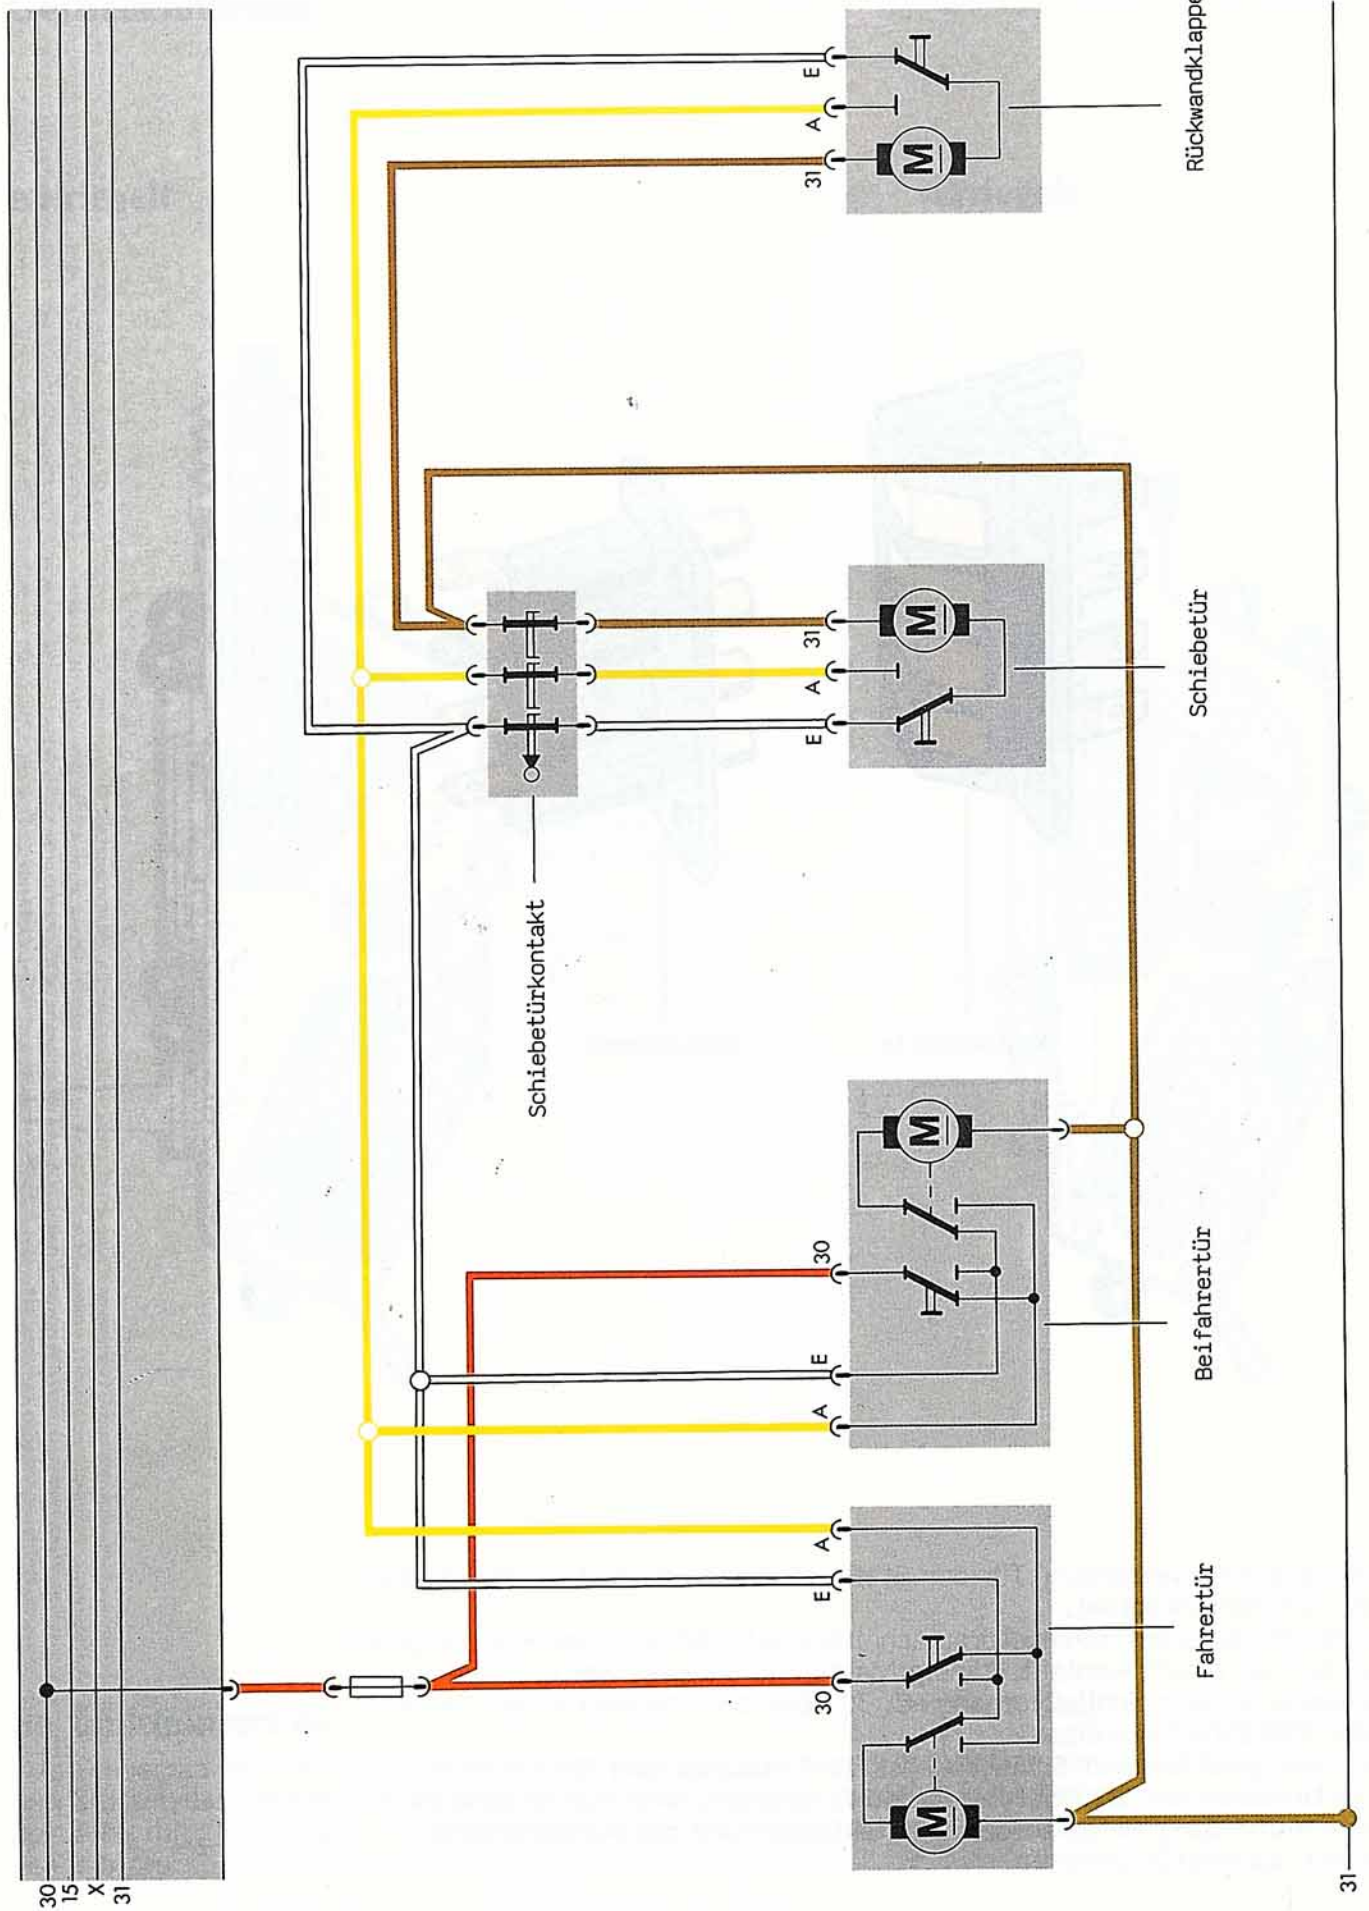 30
15
X
31
30
E
A
A
E
30
E
A
31
31
A
E
Schiebetürkontakt
Fahrertür
Beifahrertür
Schiebetür
Rückwandklappe
M
M
M
M
31